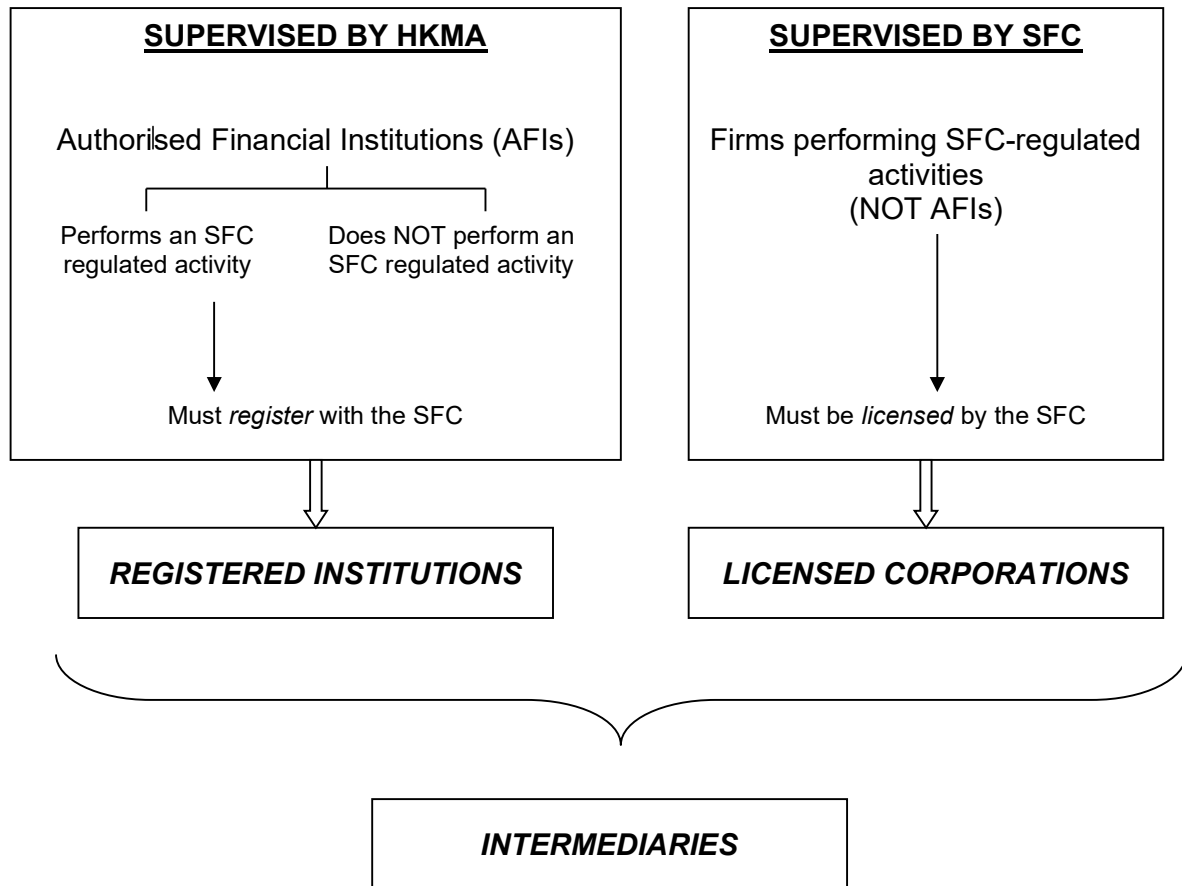 SUPERVISED BY HKMA
Authorised Financial Institutions (AFIs)
Performs an SFC
regulated activity
Does NOT perform an
SFC regulated activity
Must register with the SFC
SUPERVISED BY SFC
Firms performing SFC-regulated
activities
(NOT AFIs)
Must be licensed by the SFC
REGISTERED INSTITUTIONS
LICENSED CORPORATIONS
INTERMEDIARIES